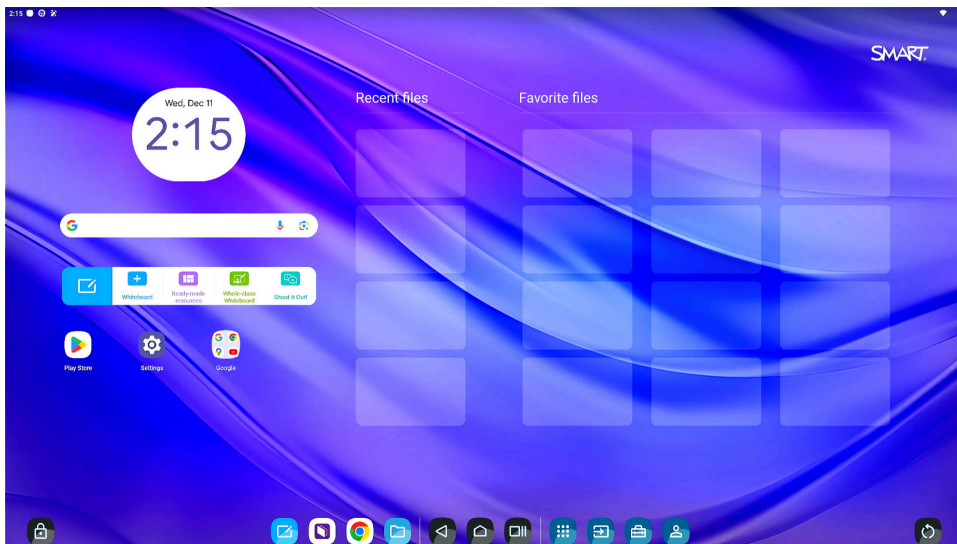 2:15
SMART
Wed, Dec 11
2:15
Recent files
Favorite files
Whiteboard
Ready-made
resources
Whole-class
Whiteboard
Shout It Out!
Play Store
Settings
Google